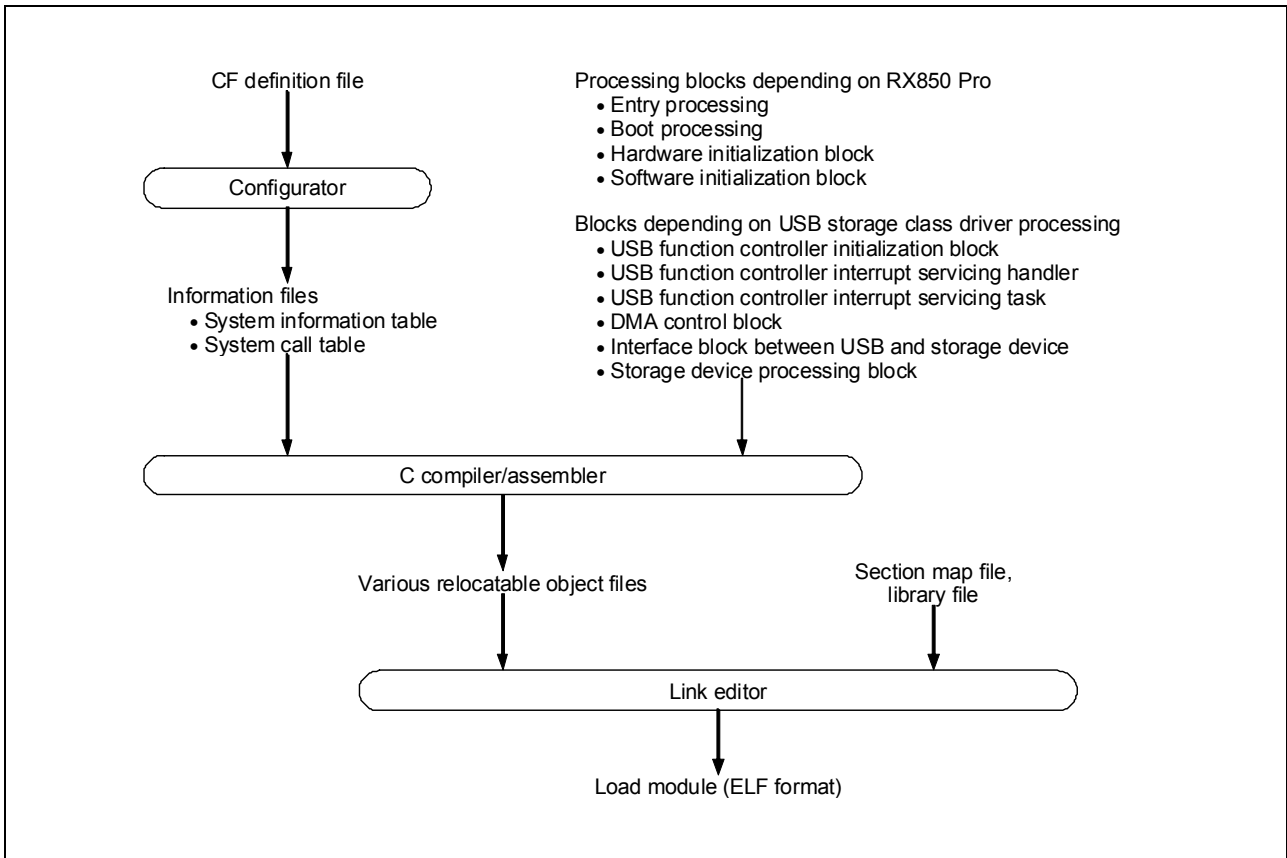 CF definition file
Configurator
Information files
• System information table
• System call table
Processing blocks depending on RX850 Pro
• Entry processing
• Boot processing
• Hardware initialization block
• Software initialization block
Blocks depending on USB storage class driver processing
• USB function controller initialization block
• USB function controller interrupt servicing handler
• USB function controller interrupt servicing task
• DMA control block
• Interface block between USB and storage device
• Storage device processing block
C compiler/assembler
Various relocatable object files
Section map file,
library file
Link editor
Load module (ELF format)